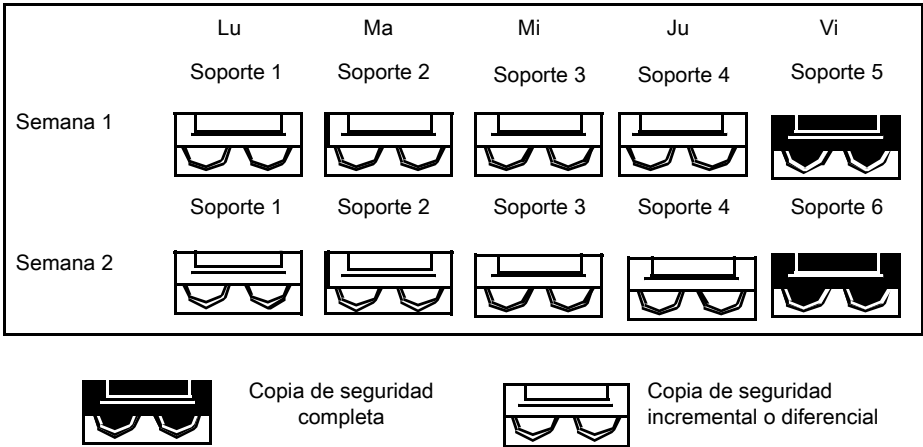 Lu Ma Mi Ju Vi
Soporte 1 Soporte 2 Soporte 3 Soporte 4 Soporte 5
Semana 1
Soporte 1 Soporte 2 Soporte 3 Soporte 4 Soporte 6
Semana 2
Copia de seguridad
completa
Copia de seguridad
incremental o diferencial